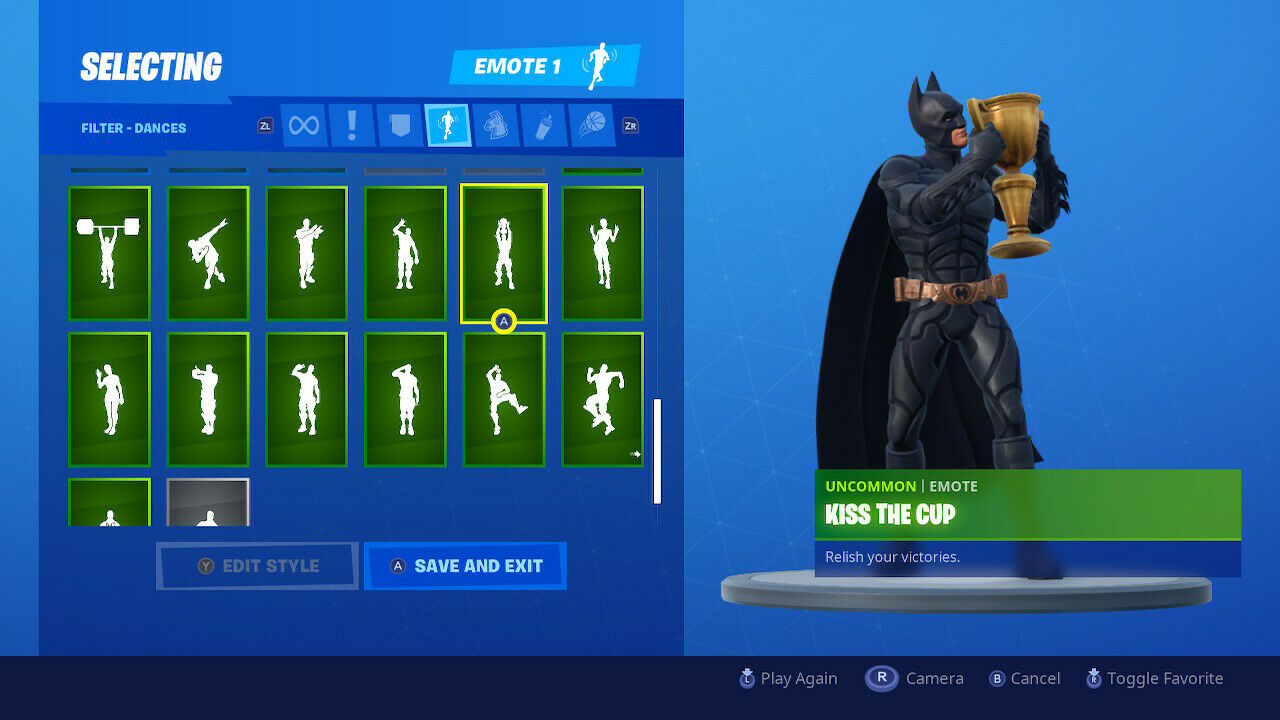 SELECTING
EMOTE 1
FILTER - DANCES
ZL
ZR
A
Y EDIT STYLE
A SAVE AND EXIT
UNCOMMON | EMOTE
KISS THE CUP
Relish your victories.
L Play Again
R Camera
B Cancel
R Toggle Favorite